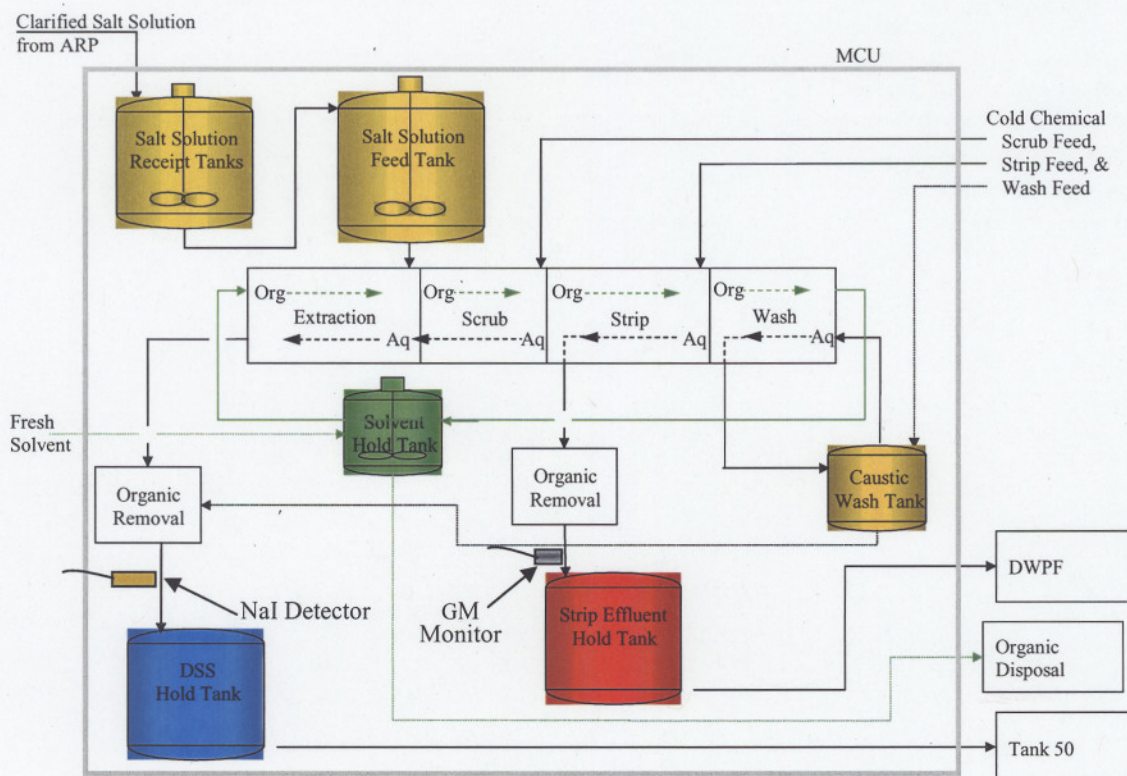 Clarified Salt Solution
from ARP
MCU
Salt Solution
Receipt Tanks
Salt Solution
Feed Tank
Cold Chemical
Scrub Feed,
Strip Feed, &
Wash Feed
Org
Extraction
Aq
Org
Scrub
Aq
Org
Strip
Aq
Org
Wash
Aq
Fresh
Solvent
Solvent
Hold Tank
Organic
Removal
Organic
Removal
Caustic
Wash Tank
NaI Detector
GM
Monitor
DSS
Hold Tank
Strip Effluent
Hold Tank
DWPF
Organic
Disposal
Tank 50